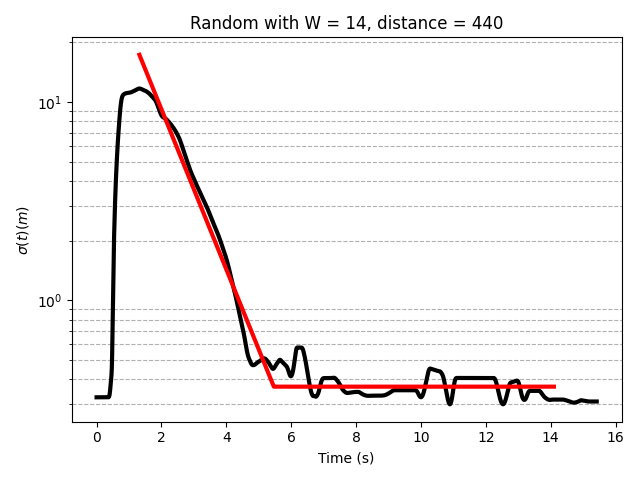 Random with W = 14, distance = 440
σ(t)(m)
10¹
10⁰
0 2 4 6 8 10 12 14 16
Time (s)